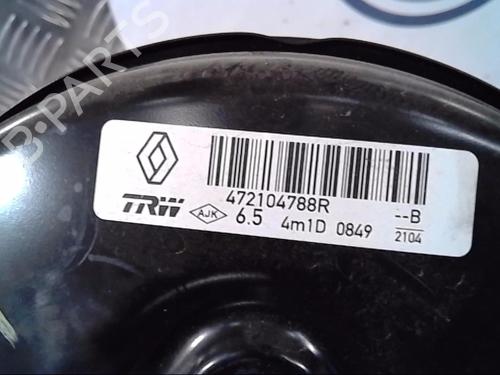 472104788R
--B
TRW AJK 6.5 4m1D 0849 2104
B-PARTS